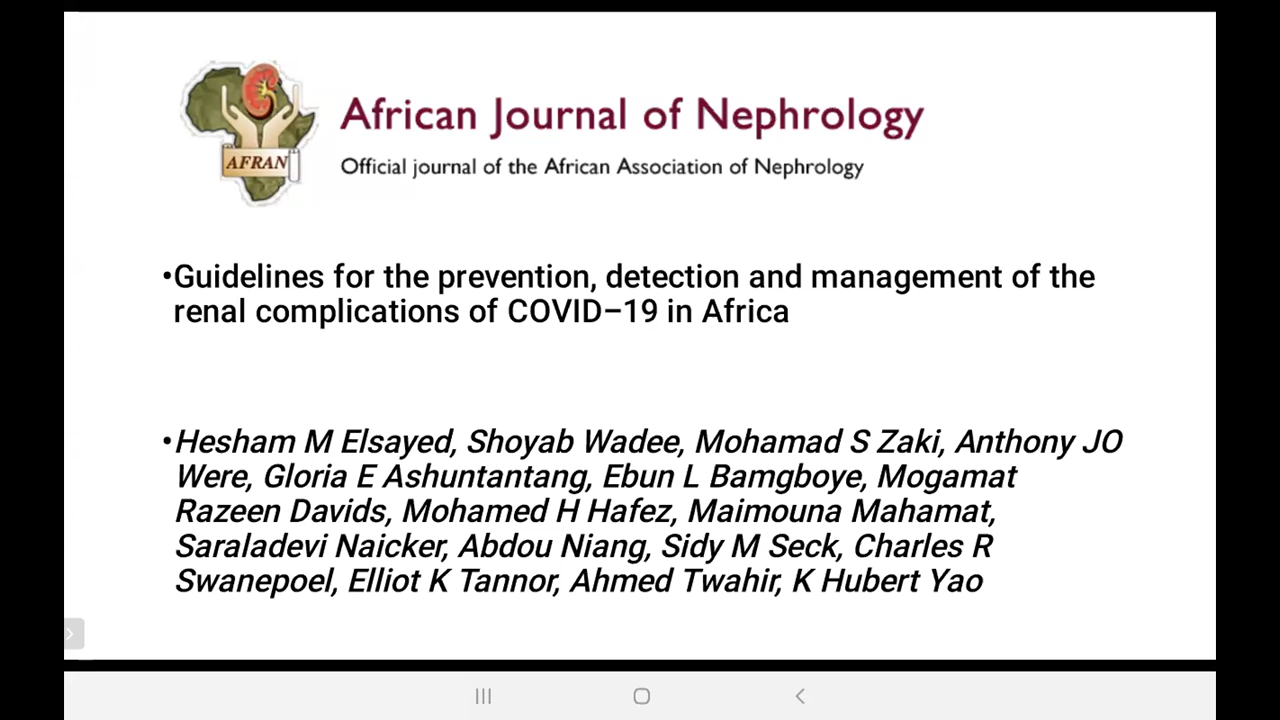 AFRAN
African Journal of Nephrology
Official journal of the African Association of Nephrology
•Guidelines for the prevention, detection and management of the
renal complications of COVID–19 in Africa
•Hesham M Elsayed, Shoyab Wadee, Mohamad S Zaki, Anthony JO
Were, Gloria E Ashuntantang, Ebun L Bamgboye, Mogamat
Razeen Davids, Mohamed H Hafez, Maimouna Mahamat,
Saraladevi Naicker, Abdou Niang, Sidy M Seck, Charles R
Swanepoel, Elliot K Tannor, Ahmed Twahir, K Hubert Yao